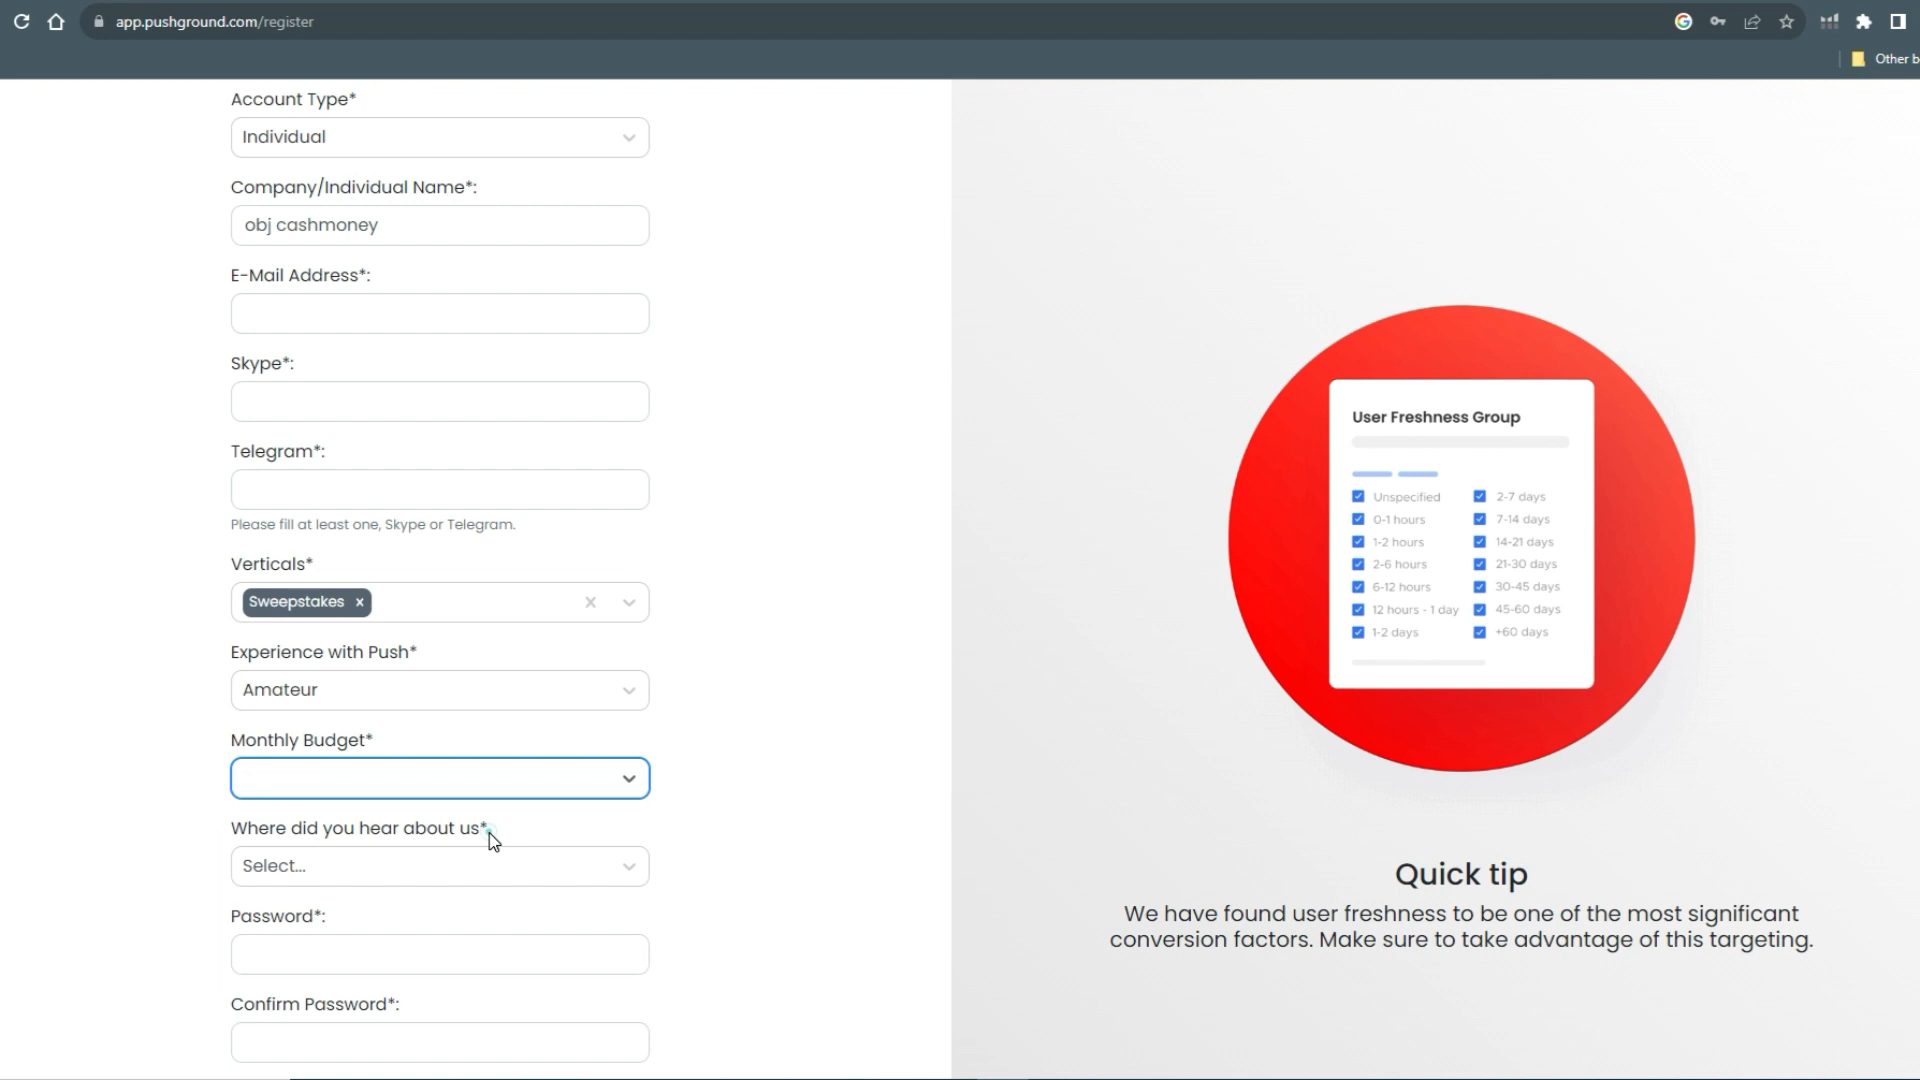 app.pushground.com/register
Other b
Account Type*
Individual
Company/Individual Name*:
obj cashmoney
E-Mail Address*:
Skype*:
Telegram*:
Please fill at least one, Skype or Telegram.
Verticals*
Sweepstakes ×
Experience with Push*
Amateur
Monthly Budget*
Where did you hear about us*
Select...
Password*:
Confirm Password*:
User Freshness Group
Unspecified 2-7 days
0-1 hours 7-14 days
1-2 hours 14-21 days
2-6 hours 21-30 days
6-12 hours 30-45 days
12 hours - 1 day 45-60 days
1-2 days +60 days
Quick tip
We have found user freshness to be one of the most significant
conversion factors. Make sure to take advantage of this targeting.